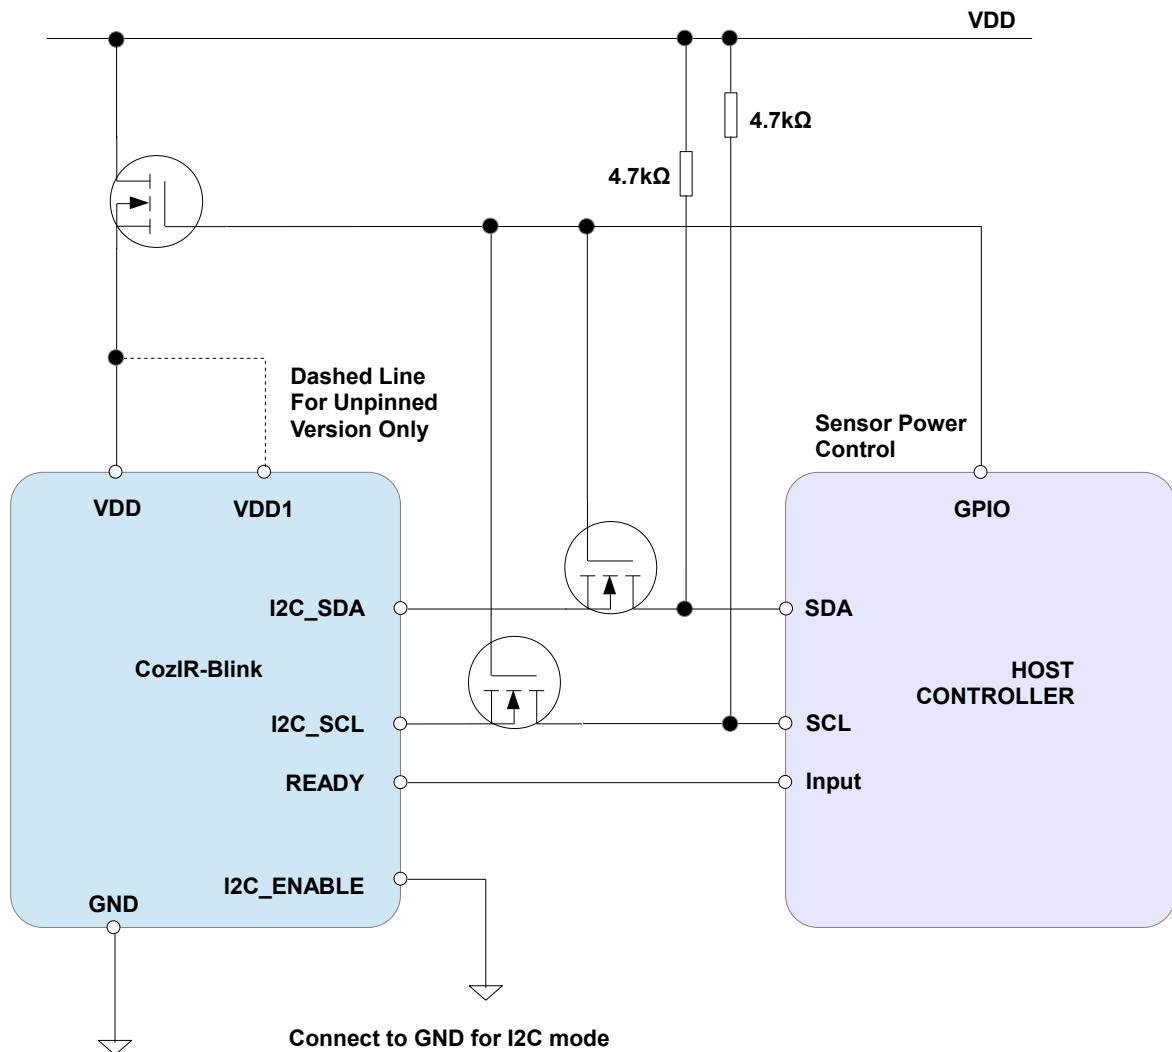 VDD
4.7kΩ
4.7kΩ
Dashed Line
For Unpinned
Version Only
Sensor Power
Control
VDD
VDD1
GPIO
I2C_SDA
SDA
CozIR-Blink
HOST
CONTROLLER
I2C_SCL
SCL
READY
Input
I2C_ENABLE
GND
Connect to GND for I2C mode